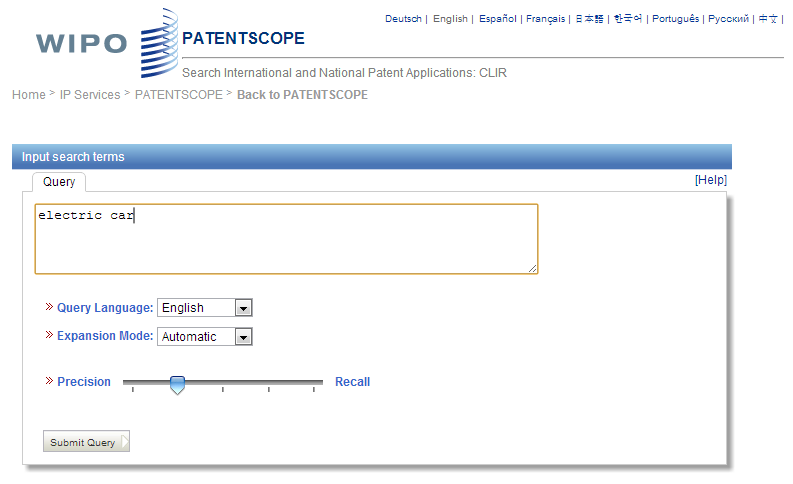 Deutsch | English | Español | Français | 日本語 | 한국어 | Português | Русский | 中文 |
WIPO PATENTSCOPE
Search International and National Patent Applications: CLIR
Home > IP Services > PATENTSCOPE > Back to PATENTSCOPE
Input search terms
Query [Help]
electric car
» Query Language: English
» Expansion Mode: Automatic
» Precision Recall
Submit Query